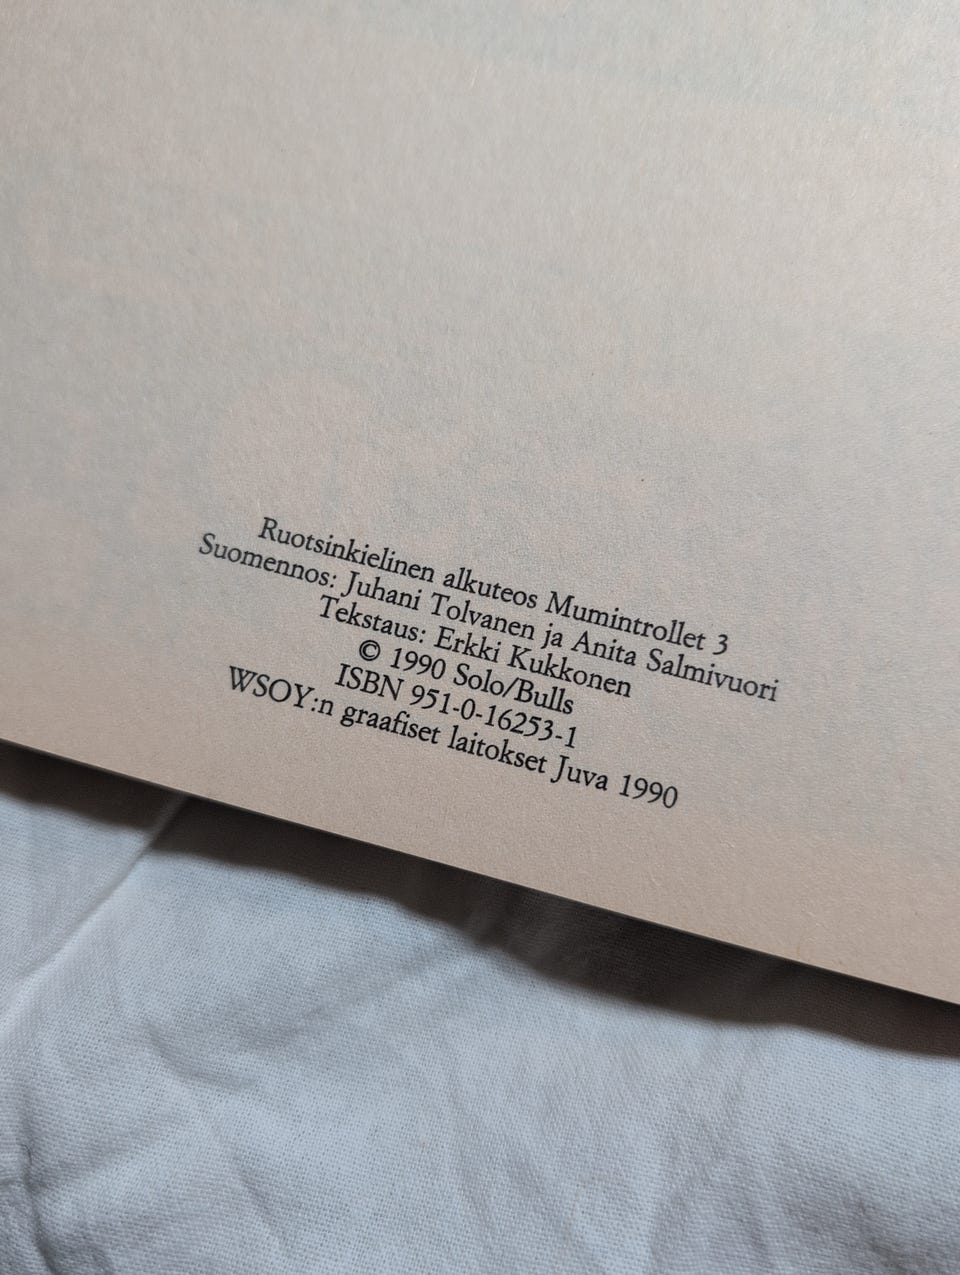 Ruotsinkielinen alkuteos Mumintrollet 3
Suomennos: Juhani Tolvanen ja Anita Salmivuori
Tekstaus: Erkki Kukkonen
© 1990 Solo/Bulls
ISBN 951-0-16253-1
WSOY:n graafiset laitokset Juva 1990